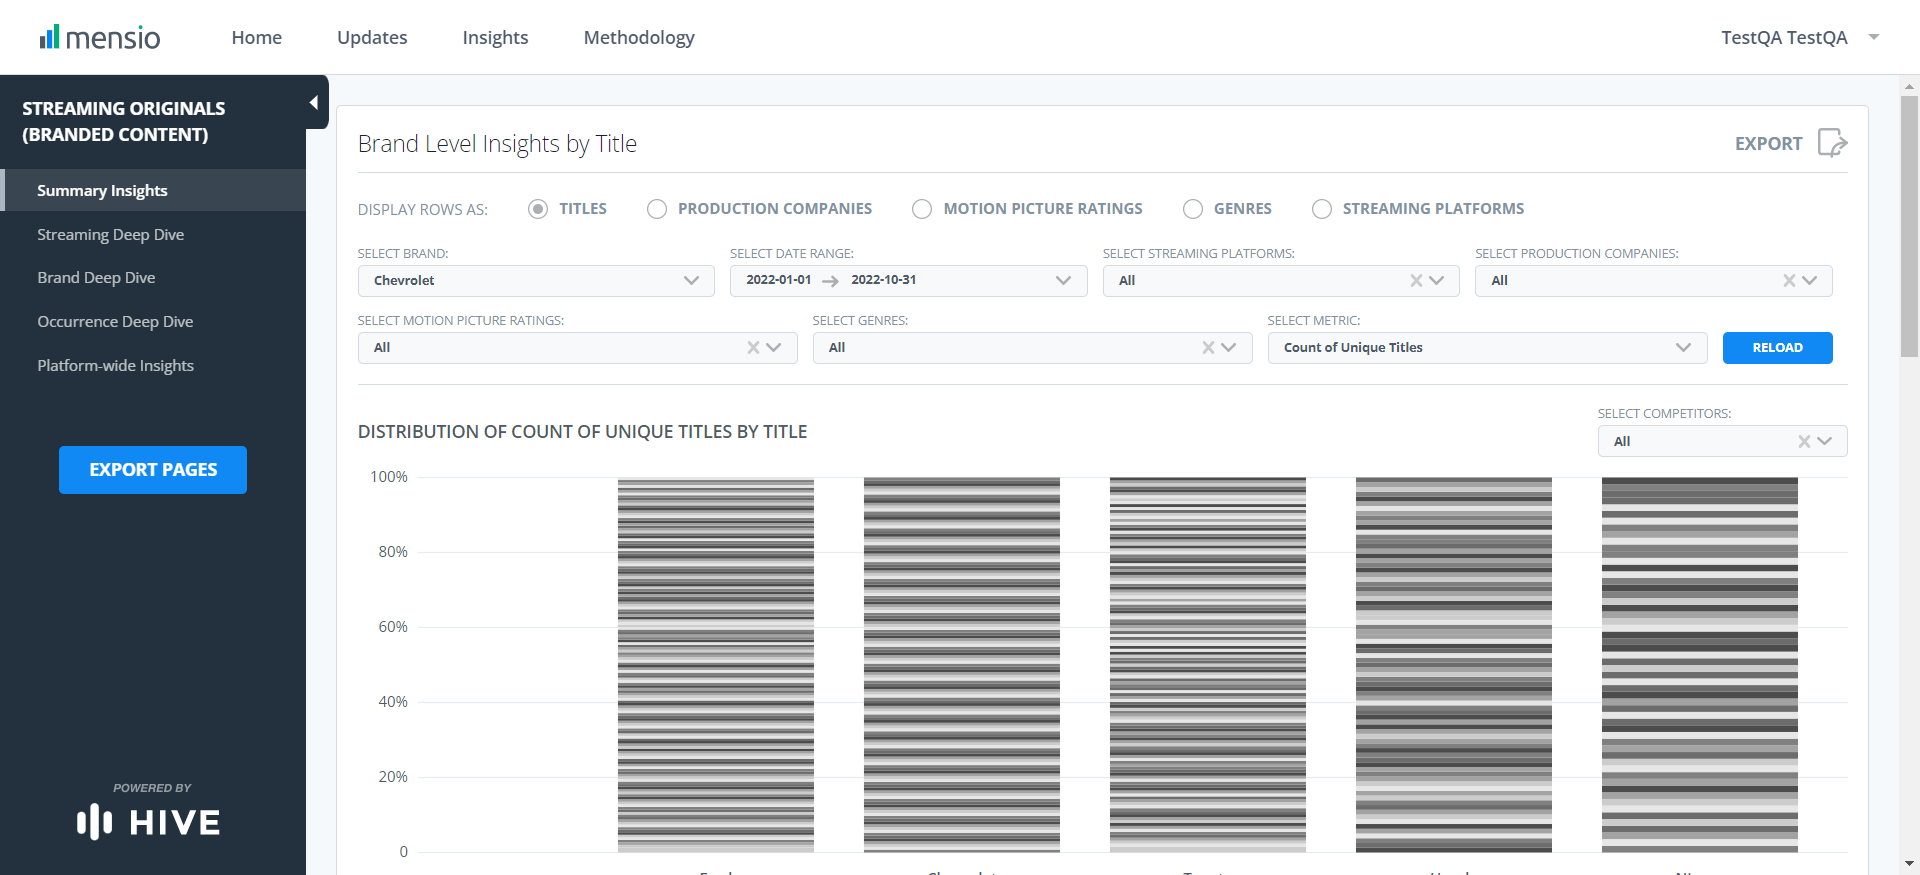 mensio Home Updates Insights Methodology TestQA TestQA
STREAMING ORIGINALS
(BRANDED CONTENT)
Summary Insights
Streaming Deep Dive
Brand Deep Dive
Occurrence Deep Dive
Platform-wide Insights
EXPORT PAGES
POWERED BY
HIVE
Brand Level Insights by Title
EXPORT
DISPLAY ROWS AS: TITLES PRODUCTION COMPANIES MOTION PICTURE RATINGS GENRES STREAMING PLATFORMS
SELECT BRAND: SELECT DATE RANGE: SELECT STREAMING PLATFORMS: SELECT PRODUCTION COMPANIES:
Chevrolet 2022-01-01 2022-10-31 All All
SELECT MOTION PICTURE RATINGS: SELECT GENRES: SELECT METRIC:
All All Count of Unique Titles RELOAD
SELECT COMPETITORS:
DISTRIBUTION OF COUNT OF UNIQUE TITLES BY TITLE
All
100%
80%
60%
40%
20%
0